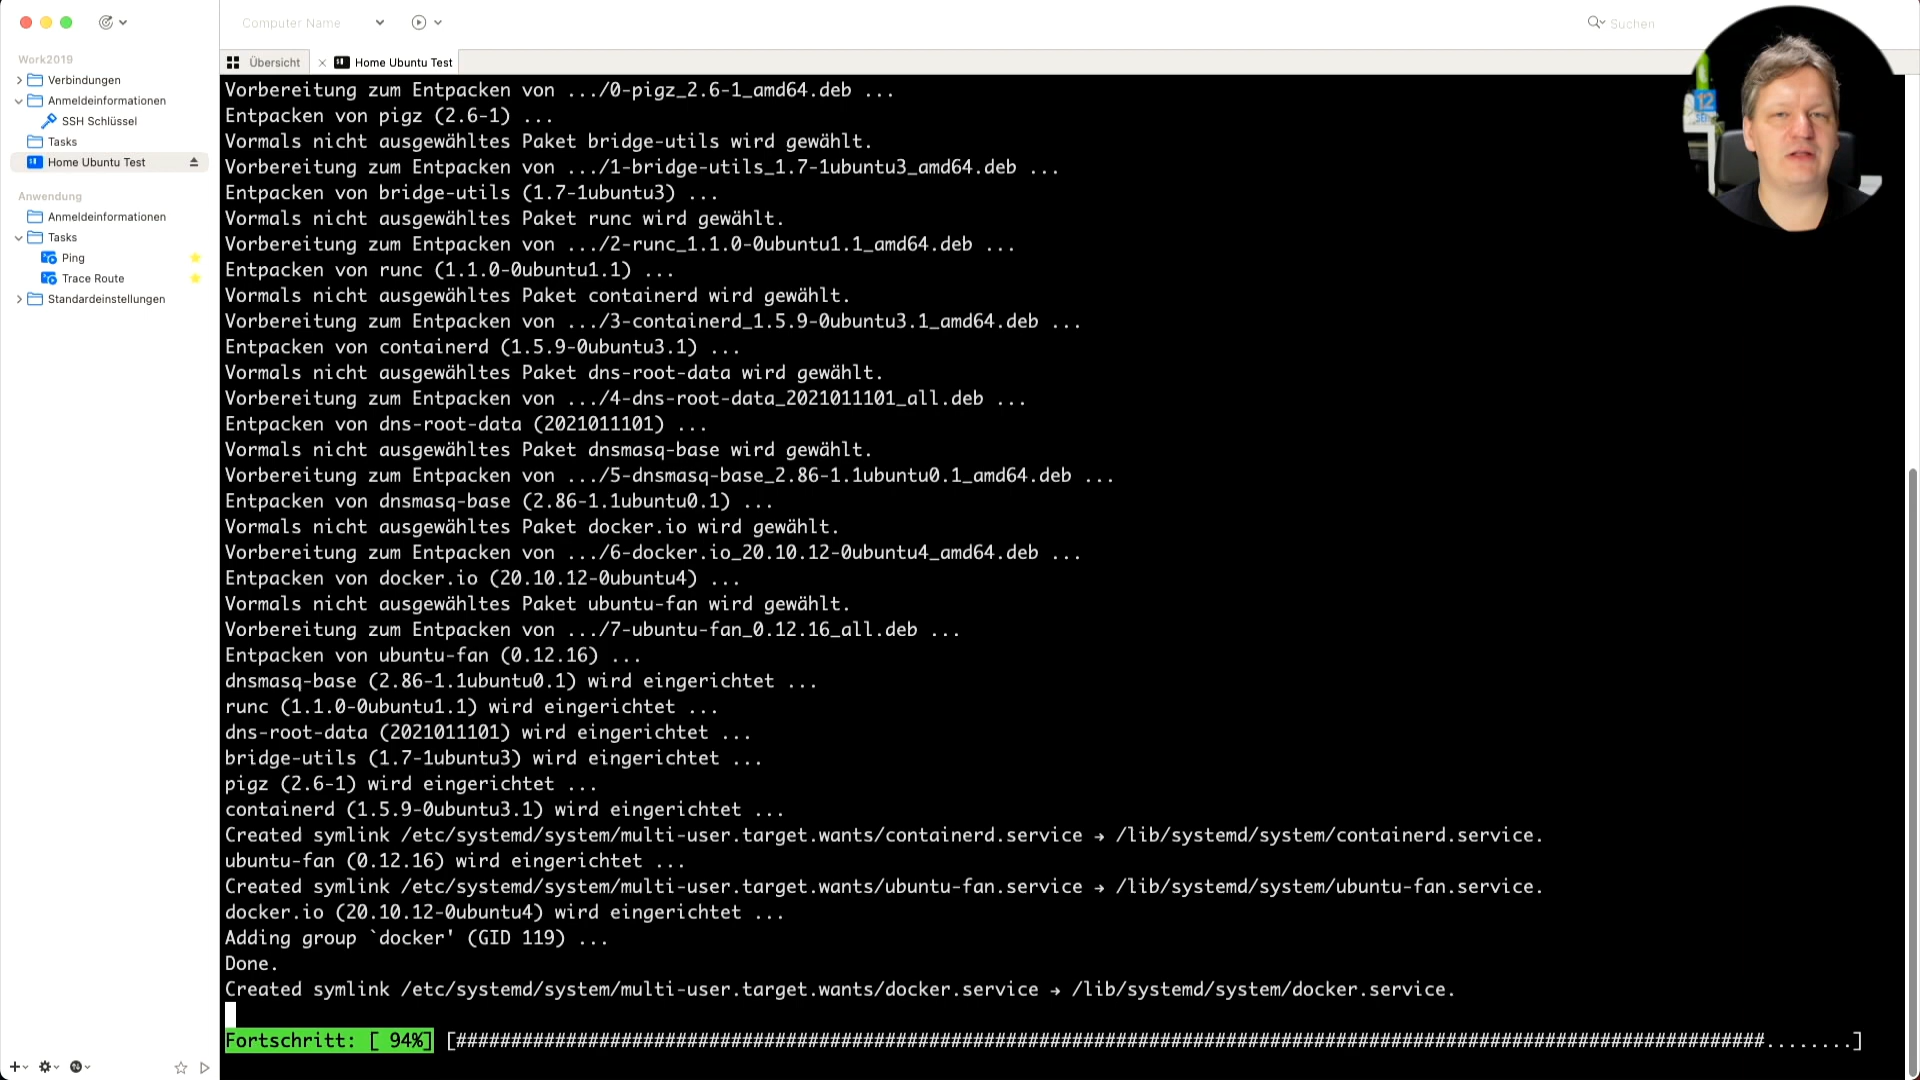 Computer Name
Suchen
Work2019
Verbindungen
Anmeldeinformationen
SSH Schlüssel
Tasks
Home Ubuntu Test
Anwendung
Anmeldeinformationen
Tasks
Ping
Trace Route
Standardeinstellungen
Übersicht
Home Ubuntu Test
12
Vorbereitung zum Entpacken von .../0-pigz_2.6-1_amd64.deb ...
Entpacken von pigz (2.6-1) ...
Vormals nicht ausgewähltes Paket bridge-utils wird gewählt.
Vorbereitung zum Entpacken von .../1-bridge-utils_1.7-1ubuntu3_amd64.deb ...
Entpacken von bridge-utils (1.7-1ubuntu3) ...
Vormals nicht ausgewähltes Paket runc wird gewählt.
Vorbereitung zum Entpacken von .../2-runc_1.1.0-0ubuntu1.1_amd64.deb ...
Entpacken von runc (1.1.0-0ubuntu1.1) ...
Vormals nicht ausgewähltes Paket containerd wird gewählt.
Vorbereitung zum Entpacken von .../3-containerd_1.5.9-0ubuntu3.1_amd64.deb ...
Entpacken von containerd (1.5.9-0ubuntu3.1) ...
Vormals nicht ausgewähltes Paket dns-root-data wird gewählt.
Vorbereitung zum Entpacken von .../4-dns-root-data_2021011101_all.deb ...
Entpacken von dns-root-data (2021011101) ...
Vormals nicht ausgewähltes Paket dnsmasq-base wird gewählt.
Vorbereitung zum Entpacken von .../5-dnsmasq-base_2.86-1.1ubuntu0.1_amd64.deb ...
Entpacken von dnsmasq-base (2.86-1.1ubuntu0.1) ...
Vormals nicht ausgewähltes Paket docker.io wird gewählt.
Vorbereitung zum Entpacken von .../6-docker.io_20.10.12-0ubuntu4_amd64.deb ...
Entpacken von docker.io (20.10.12-0ubuntu4) ...
Vormals nicht ausgewähltes Paket ubuntu-fan wird gewählt.
Vorbereitung zum Entpacken von .../7-ubuntu-fan_0.12.16_all.deb ...
Entpacken von ubuntu-fan (0.12.16) ...
dnsmasq-base (2.86-1.1ubuntu0.1) wird eingerichtet ...
runc (1.1.0-0ubuntu1.1) wird eingerichtet ...
dns-root-data (2021011101) wird eingerichtet ...
bridge-utils (1.7-1ubuntu3) wird eingerichtet ...
pigz (2.6-1) wird eingerichtet ...
containerd (1.5.9-0ubuntu3.1) wird eingerichtet ...
Created symlink /etc/systemd/system/multi-user.target.wants/containerd.service → /lib/systemd/system/containerd.service.
ubuntu-fan (0.12.16) wird eingerichtet ...
Created symlink /etc/systemd/system/multi-user.target.wants/ubuntu-fan.service → /lib/systemd/system/ubuntu-fan.service.
docker.io (20.10.12-0ubuntu4) wird eingerichtet ...
Adding group `docker' (GID 119) ...
Done.
Created symlink /etc/systemd/system/multi-user.target.wants/docker.service → /lib/systemd/system/docker.service.
Fortschritt: [ 94%] [#######################################################################################################################........]